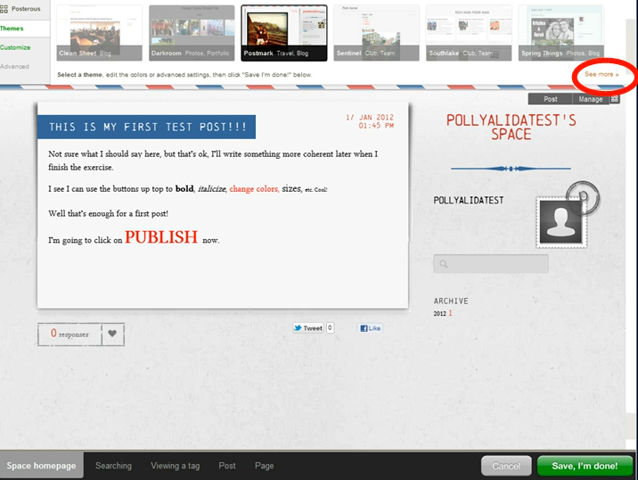 Posterous
Themes
Customize
Advanced
Clean Sheet, Blog
Darkroom Photos, Portfolio
Postmark, Travel, Blog
Sentinel Club, Team
Southlake Club, Team
Spring Things Photos, Blog
Select a theme, edit the colors or advanced settings, then click "Save I'm done!" below.
See more »
Post
Manage
THIS IS MY FIRST TEST POST!!!
17 JAN 2012
01:45 PM
Not sure what I should say here, but that's ok, I'll write something more coherent later when I
finish the exercise.
I see I can use the buttons up top to bold, italicize, change colors, sizes, etc. Cool!
Well that's enough for a first post!
I'm going to click on PUBLISH now.
0 responses
Tweet 0
Like
POLLYALIDATEST'S
SPACE
POLLYALIDATEST
ARCHIVE
2012 1
Space homepage
Searching
Viewing a tag
Post
Page
Cancel
Save, I'm done!